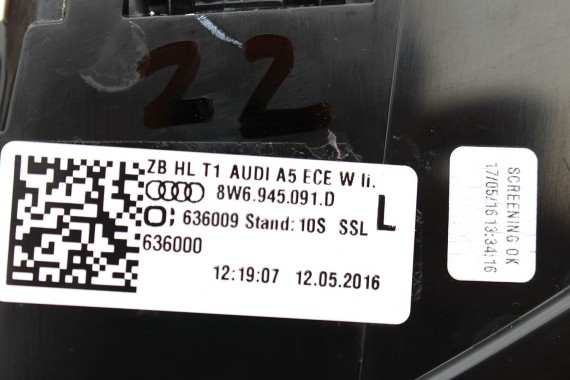 22
ZB HL T1 AUDI A5 ECE W li.
8W6.945.091.D
L
636009 Stand: 10S SSL
636000
12:19:07 12.05.2016
SCREENING OK
17/05/16 13:34:16